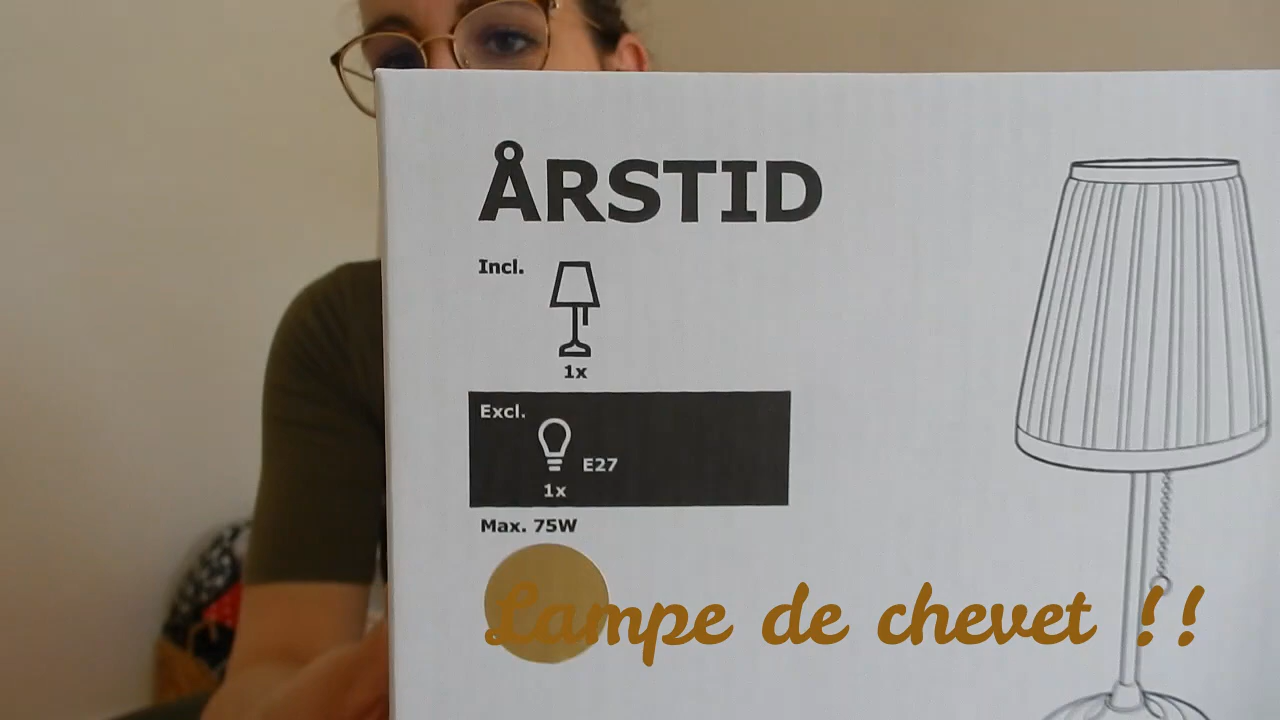 ÅRSTID
Incl.
1x
Excl.
E27
1x
Max. 75W
Lampe de chevet !!